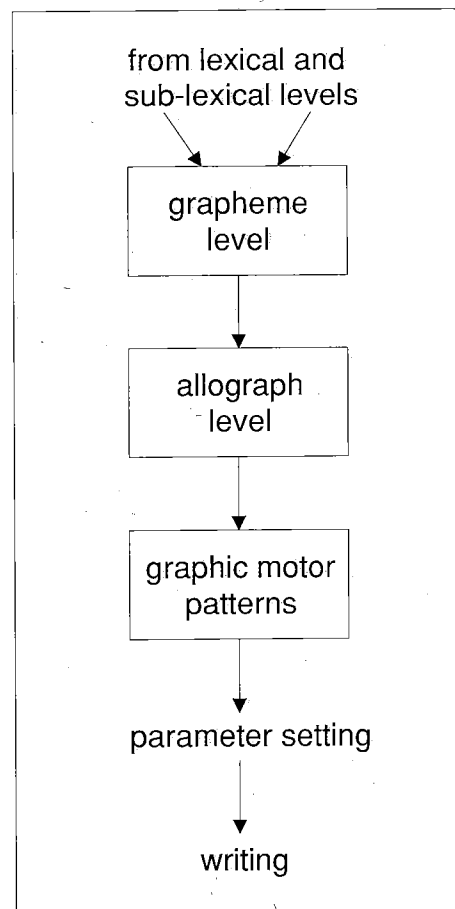 from lexical and
sub-lexical levels
grapheme
level
allograph
level
graphic motor
patterns
parameter setting
writing